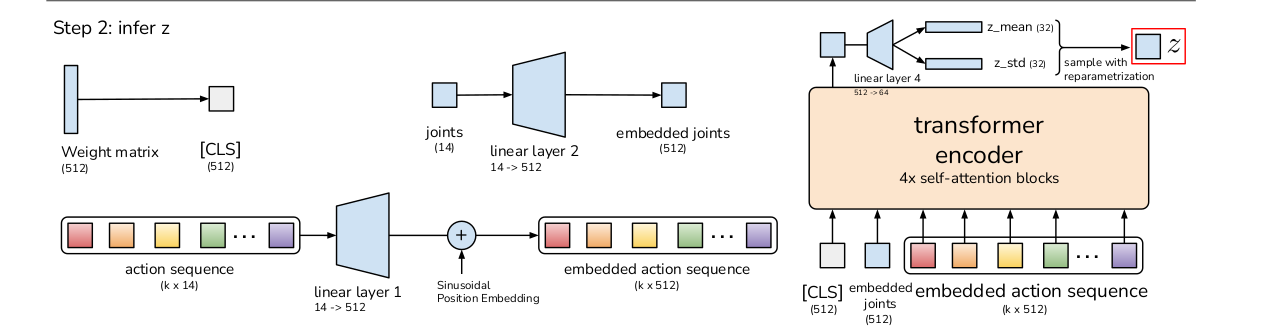 Step 2: infer z
Weight matrix
(512)
[CLS]
(512)
joints
(14)
linear layer 2
14 -> 512
embedded joints
(512)
action sequence
(k x 14)
linear layer 1
14 -> 512
+
Sinusoidal
Position Embedding
embedded action sequence
(k x 512)
linear layer 4
512 -> 64
z_mean (32)
z_std (32)
sample with
reparametrization
z
transformer
encoder
4x self-attention blocks
[CLS]
(512)
embedded
joints
(512)
embedded action sequence
(k x 512)